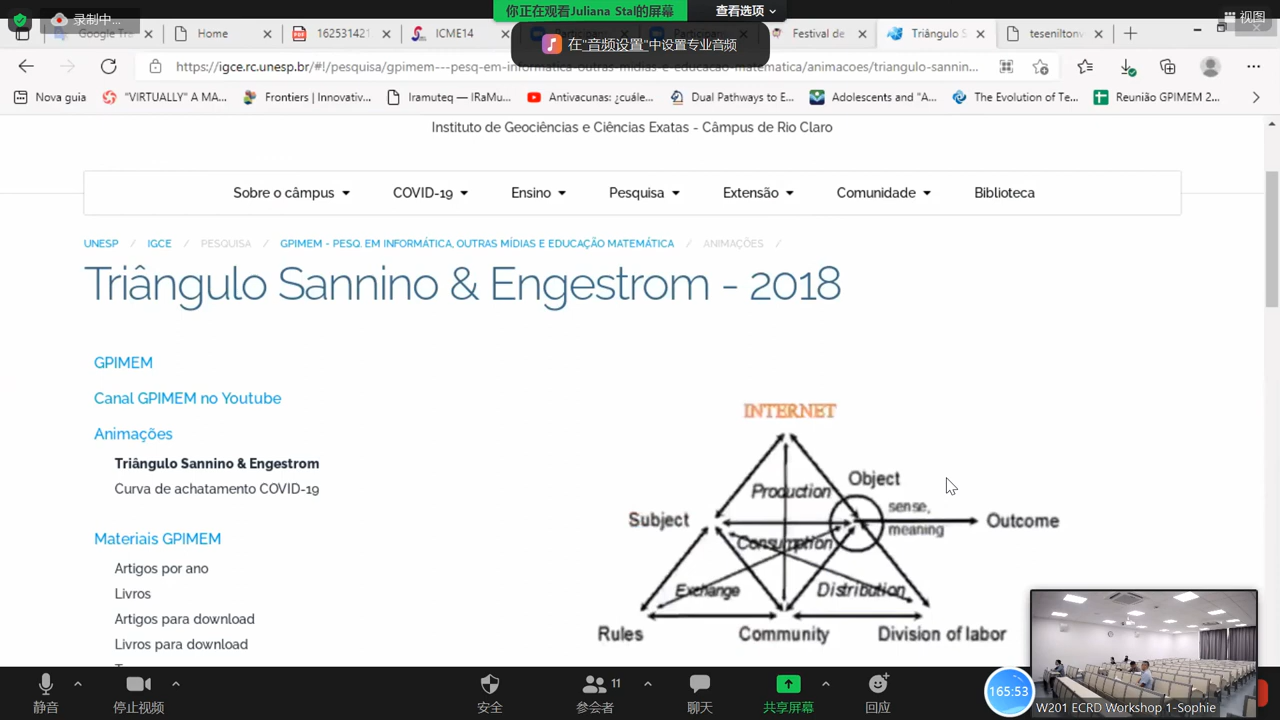 你正在观看Juliana Stal的屏幕
查看选项
录制中...
视图
在“音频设置”中设置专业音频
Google Tra
Home
162531421
ICME14
Participan
Festival de
Triângulo S
teseniltonv
https://igce.rc.unesp.br/#!/pesquisa/gpimem---pesq-em-informatica-outras-midias-e-educacao-matematica/animacoes/triangulo-sannin...
Nova guia
"VIRTUALLY" A MA...
Frontiers | Innovativ...
Iramuteq — IRaMu...
Antivacunas: ¿cuále...
Dual Pathways to E...
Adolescents and "A...
The Evolution of Te...
Reunião GPIMEM 2...
Instituto de Geociências e Ciências Exatas - Câmpus de Rio Claro
Sobre o câmpus
COVID-19
Ensino
Pesquisa
Extensão
Comunidade
Biblioteca
UNESP / IGCE / PESQUISA / GPIMEM - PESQ. EM INFORMÁTICA, OUTRAS MÍDIAS E EDUCAÇÃO MATEMÁTICA / ANIMAÇÕES /
Triângulo Sannino & Engestrom - 2018
GPIMEM
Canal GPIMEM no Youtube
Animações
Triângulo Sannino & Engestrom
Curva de achatamento COVID-19
Materiais GPIMEM
Artigos por ano
Livros
Artigos para download
Livros para download
INTERNET
Object
Production
sense,
Subject
Outcome
meaning
Consumption
Exchange
Distribution
Rules
Community
Division of labor
静音
停止视频
安全
11
参会者
聊天
共享屏幕
回应
165:53
W201 ECRD Workshop 1-Sophie